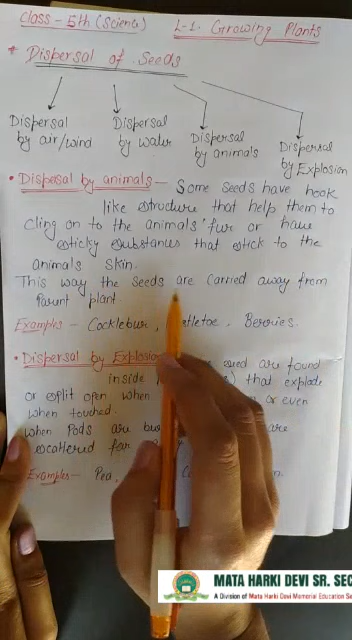 Class - 5th (Science) L-1. Growing Plants
* Dispersal of Seeds
Dispersal by air/wind
Dispersal by water
Dispersal by animals
Dispersal by Explosion
• Dispersal by animals - Some Seeds have hook
like structure that help them to
cling on to the animals' fur or have
sticky substances that stick to the
animals skin.
This way the Seeds are carried away from
Parent plant.
Examples - Cocklebur, Berries.
• Dispersal by seed are found
inside that explode
or split open when or even
when touched.
when Pods are are
scattered far
Examples - Pea,
MATA HARKI DEVI SR. SEC
A Division of Mata Harki Devi Memorial Education